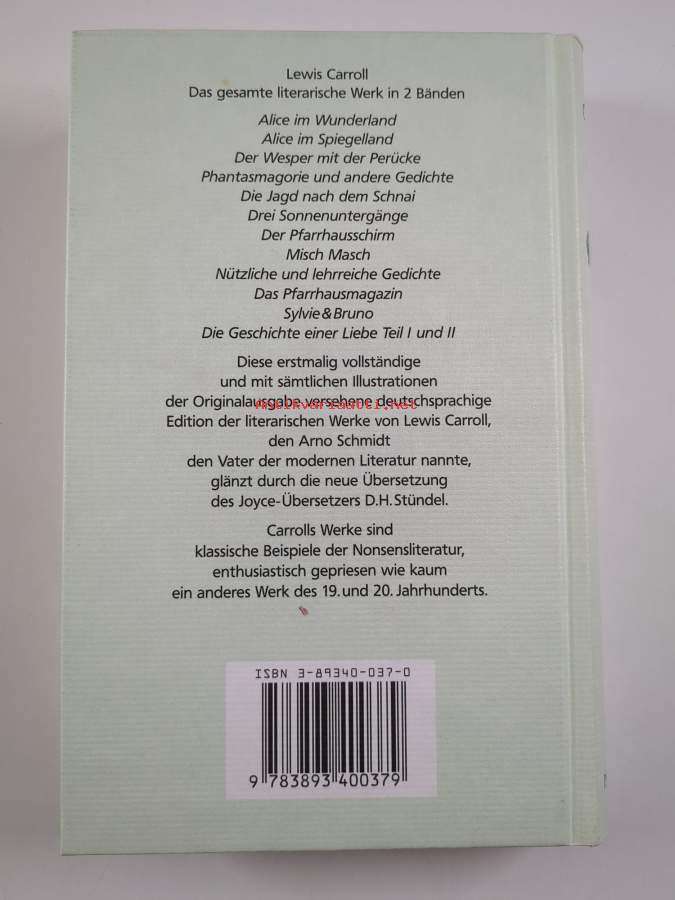 Lewis Carroll
Das gesamte literarische Werk in 2 Bänden
Alice im Wunderland
Alice im Spiegelland
Der Wesper mit der Perücke
Phantasmagorie und andere Gedichte
Die Jagd nach dem Schnai
Drei Sonnenuntergänge
Der Pfarrhausschirm
Misch Masch
Nützliche und lehrreiche Gedichte
Das Pfarrhausmagazin
Sylvie & Bruno
Die Geschichte einer Liebe Teil I und II
Diese erstmalig vollständige
und mit sämtlichen Illustrationen
der Originalausgabe versehene deutschsprachige
Antikvariaatti.net
Edition der literarischen Werke von Lewis Carroll,
den Arno Schmidt
den Vater der modernen Literatur nannte,
glänzt durch die neue Übersetzung
des Joyce-Übersetzers D.H. Stündel.
Carrolls Werke sind
klassische Beispiele der Nonsensliteratur,
enthusiastisch gepriesen wie kaum
ein anderes Werk des 19. und 20. Jahrhunderts.
ISBN 3-89340-037-0
9 783893 400379